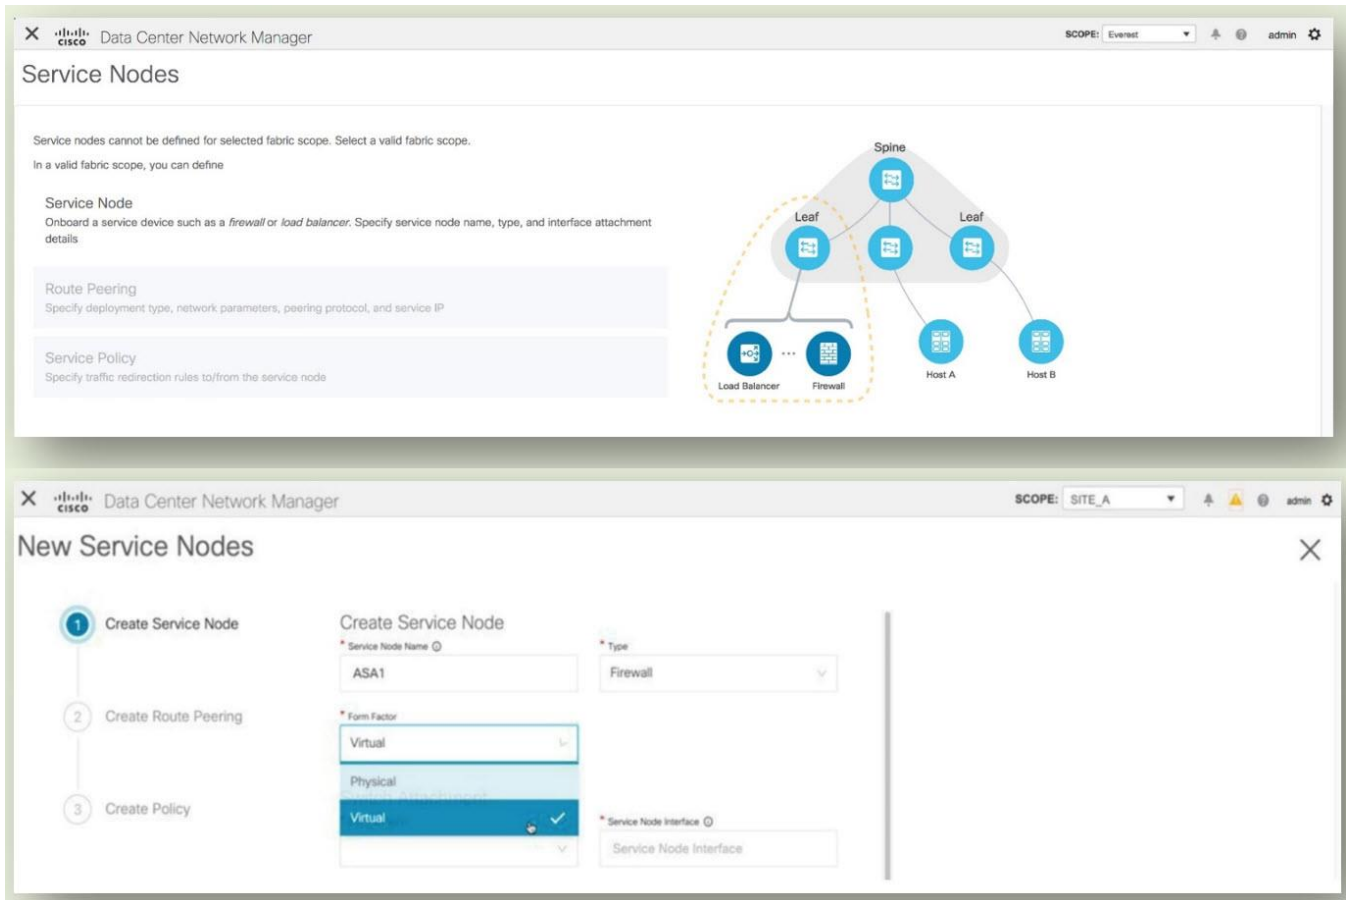 CISCO Data Center Network Manager
SCOPE: Everest
admin
Service Nodes
Service nodes cannot be defined for selected fabric scope. Select a valid fabric scope.
In a valid fabric scope, you can define
Service Node
Onboard a service device such as a firewall or load balancer. Specify service node name, type, and interface attachment
details
Route Peering
Specify deployment type, network parameters, peering protocol, and service IP
Service Policy
Specify traffic redirection rules to/from the service node
Spine
Leaf
Leaf
Load Balancer
...
Firewall
Host A
Host B
CISCO Data Center Network Manager
SCOPE: SITE_A
admin
New Service Nodes
1 Create Service Node
2 Create Route Peering
3 Create Policy
Create Service Node
* Service Node Name
ASA1
* Type
Firewall
* Form Factor
Virtual
Physical
Switch Attachment
Virtual
* Service Node Interface
Service Node Interface